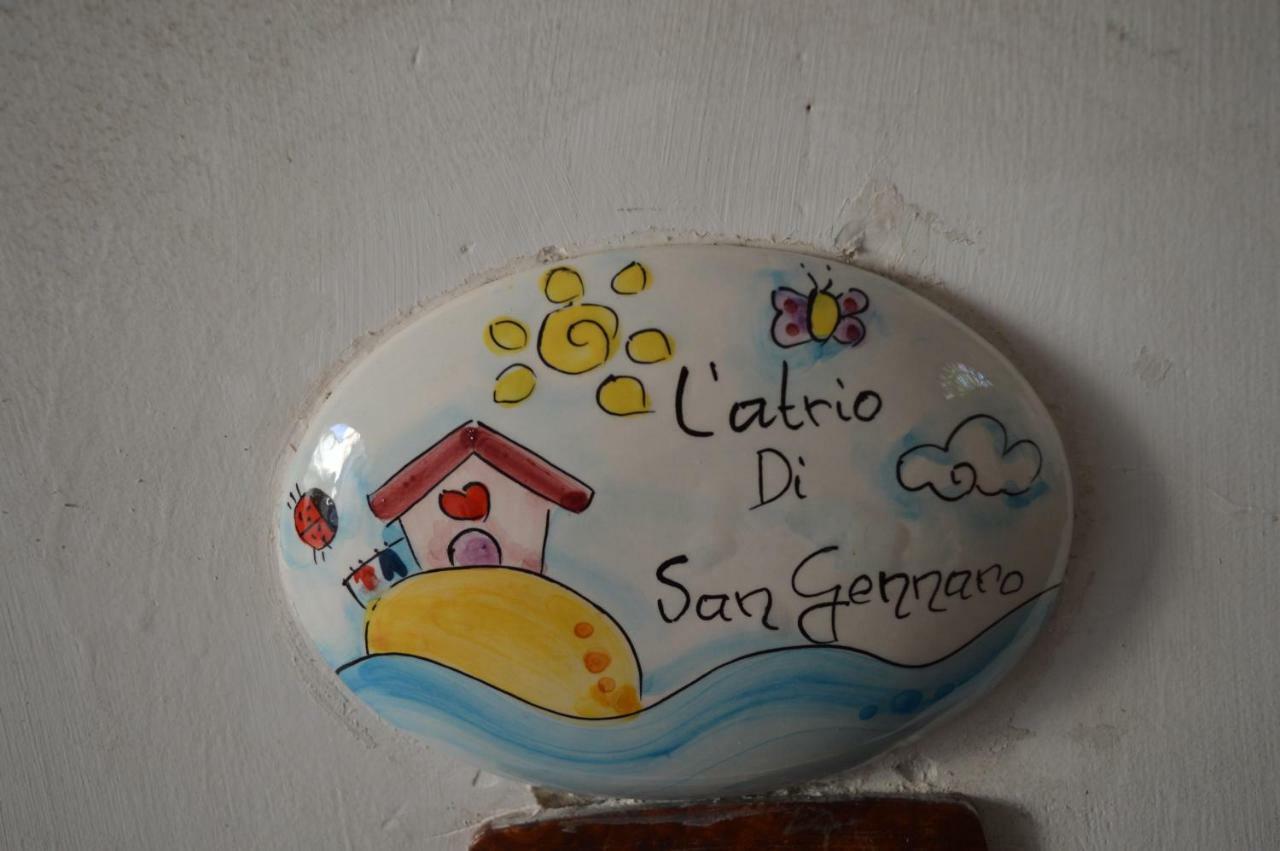 L'atrio
Di
San Gennaro